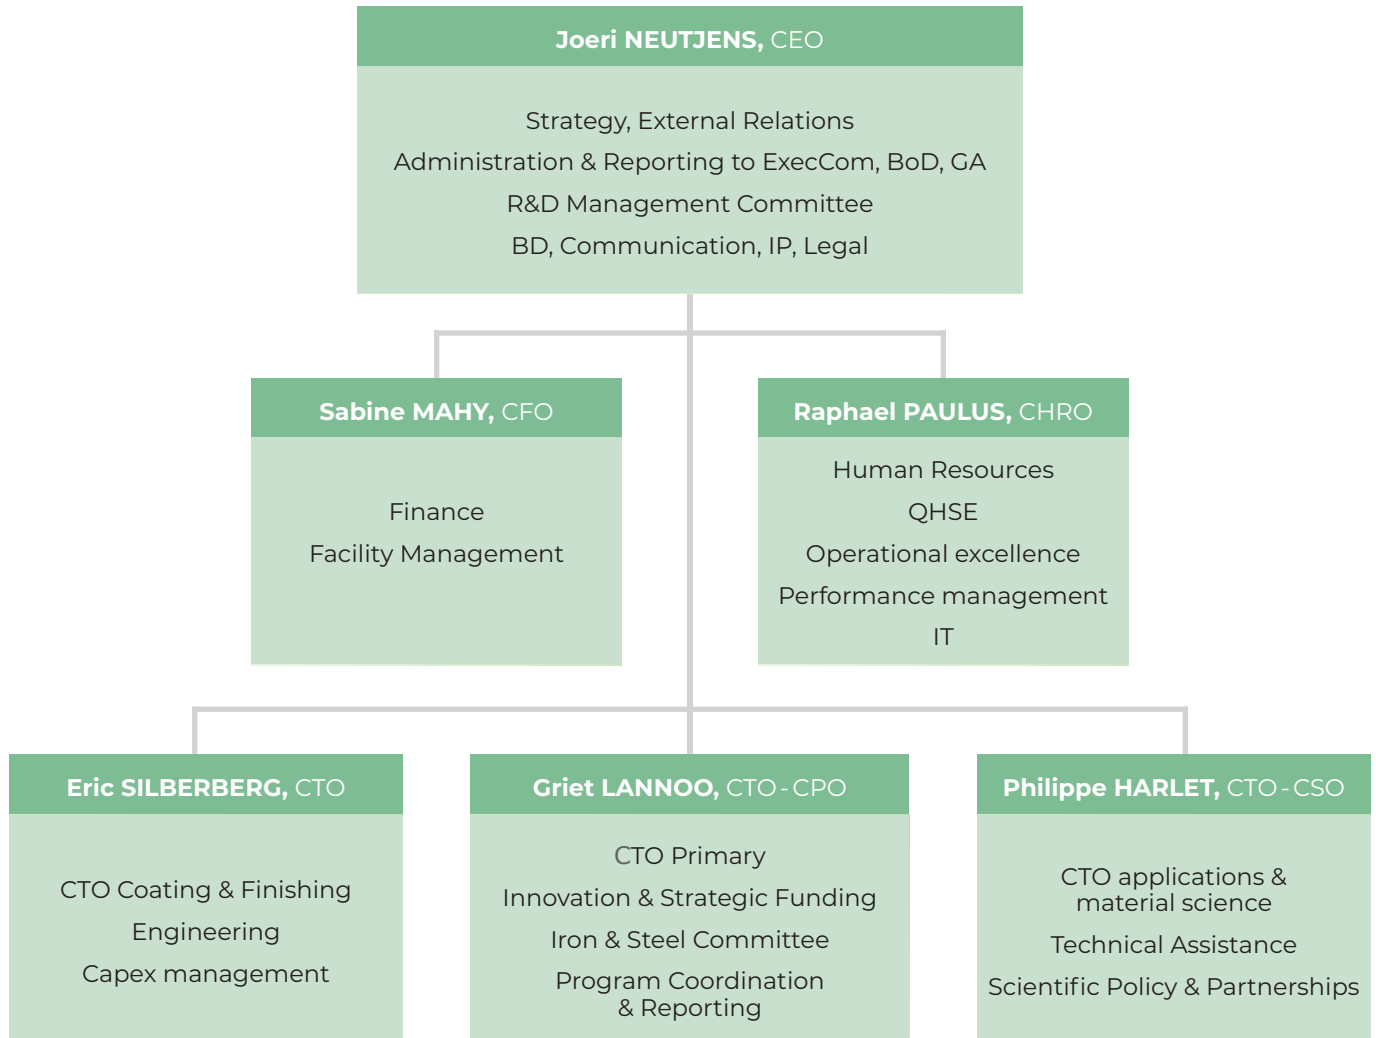 Joeri NEUTJENS, CEO
Strategy, External Relations
Administration & Reporting to ExecCom, BoD, GA
R&D Management Committee
BD, Communication, IP, Legal
Sabine MAHY, CFO
Finance
Facility Management
Raphael PAULUS, CHRO
Human Resources
QHSE
Operational excellence
Performance management
IT
Eric SILBERBERG, CTO
CTO Coating & Finishing
Engineering
Capex management
Griet LANNOO, CTO-CPO
CTO Primary
Innovation & Strategic Funding
Iron & Steel Committee
Program Coordination
& Reporting
Philippe HARLET, CTO-CSO
CTO applications &
material science
Technical Assistance
Scientific Policy & Partnerships